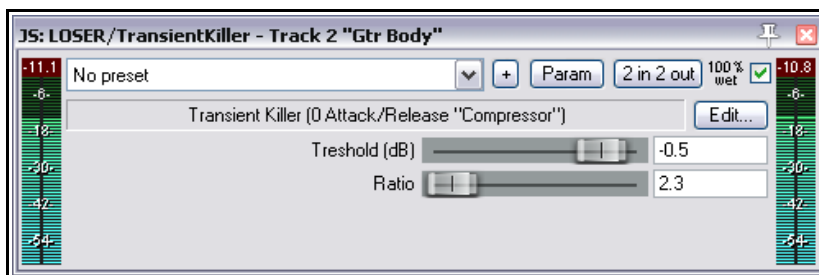 JS: LOSER/TransientKiller - Track 2 "Gtr Body"
-11.1 No preset + Param 2 in 2 out 100% wet -10.8
-6- -6-
Transient Killer (0 Attack/Release "Compressor") Edit...
-18- -18-
Treshold (dB) -0.5
-30- -30-
Ratio 2.3
-42- -42-
-54- -54-